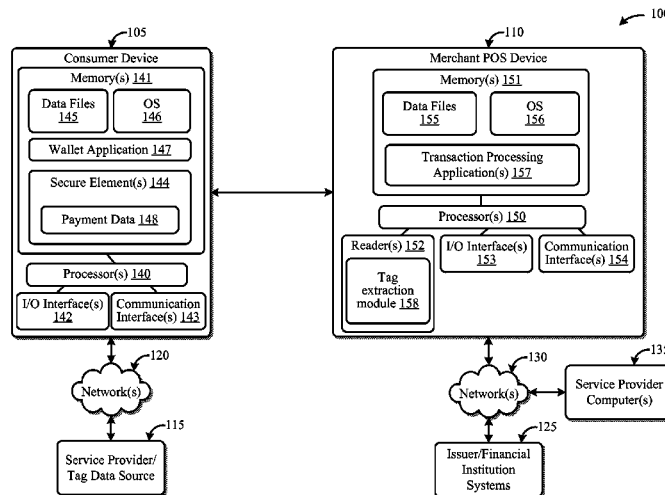 100
105
Consumer Device
Memory(s) 141
Data Files
145
OS
146
Wallet Application 147
Secure Element(s) 144
Payment Data 148
Processor(s) 140
I/O Interface(s)
142
Communication
Interface(s) 143
110
Merchant POS Device
Memory(s) 151
Data Files
155
OS
156
Transaction Processing
Application(s) 157
Processor(s) 150
Reader(s) 152
Tag
extraction
module 158
I/O Interface(s)
153
Communication
Interface(s) 154
120
Network(s)
115
Service Provider/
Tag Data Source
130
Network(s)
135
Service Provider
Computer(s)
125
Issuer/Financial
Institution
Systems